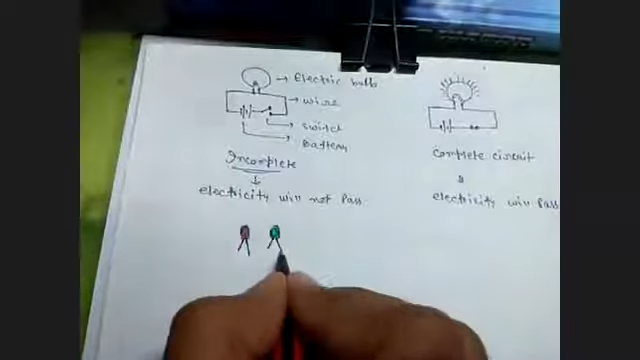 Electric bulb
wire
switch
Battery
Incomplete
electricity will not Pass
complete circuit
electricity will Pass